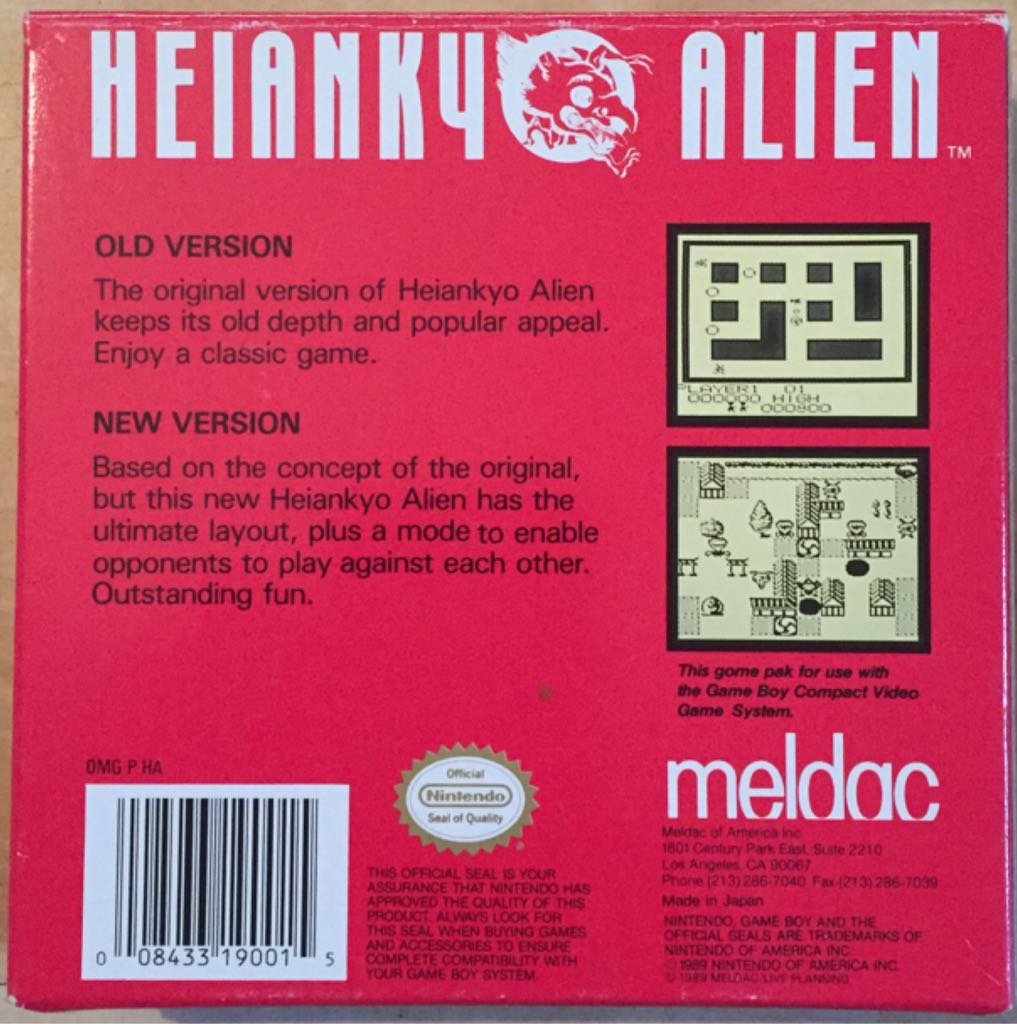 HEIANKYO ALIEN TM
OLD VERSION
The original version of Heiankyo Alien
keeps its old depth and popular appeal.
Enjoy a classic game.
NEW VERSION
Based on the concept of the original,
but this new Heiankyo Alien has the
ultimate layout, plus a mode to enable
opponents to play against each other.
Outstanding fun.
PLAYER1 01
000000 HIGH
000800
This gome pak for use with
the Game Boy Compact Video
Game System.
DMG P HA
0 08433 19001 5
Official
Nintendo
Seal of Quality
THIS OFFICIAL SEAL IS YOUR
ASSURANCE THAT NINTENDO HAS
APPROVED THE QUALITY OF THIS
PRODUCT. ALWAYS LOOK FOR
THIS SEAL WHEN BUYING GAMES
AND ACCESSORIES TO ENSURE
COMPLETE COMPATIBILITY WITH
YOUR GAME BOY SYSTEM.
meldac
Meldac of America Inc.
1801 Century Park East, Suite 2210
Los Angeles, CA 90067
Phone (213) 286-7040 Fax (213) 286-7039
Made in Japan
NINTENDO, GAME BOY AND THE
OFFICIAL SEALS ARE TRADEMARKS OF
NINTENDO OF AMERICA INC.
© 1989 NINTENDO OF AMERICA INC.
© 1989 MELDAC/LIVE PLANNING